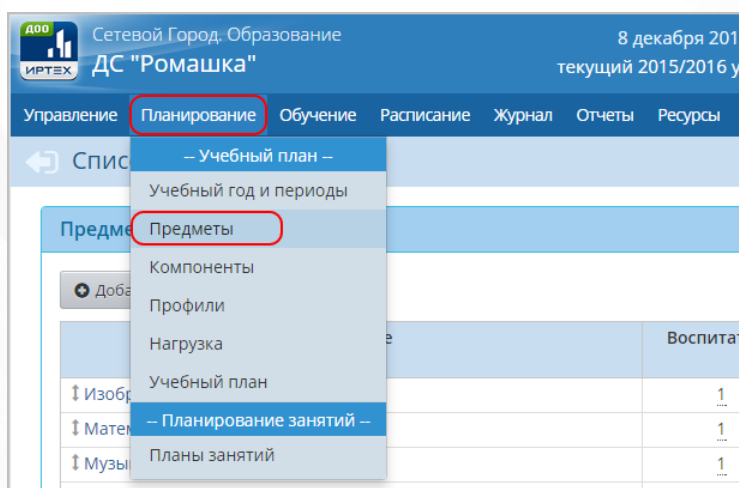 ДОО
ИРТЕХ
Сетевой Город. Образование
ДС "Ромашка"
8 декабря 201
текущий 2015/2016 у
Управление Планирование Обучение Расписание Журнал Отчеты Ресурсы
Спис
-- Учебный план --
Учебный год и периоды
Предме
Предметы
Компоненты
Доба
Профили
Нагрузка
е
Воспита
Учебный план
Изобр
1
-- Планирование занятий --
Матем
1
Планы занятий
Музы
1